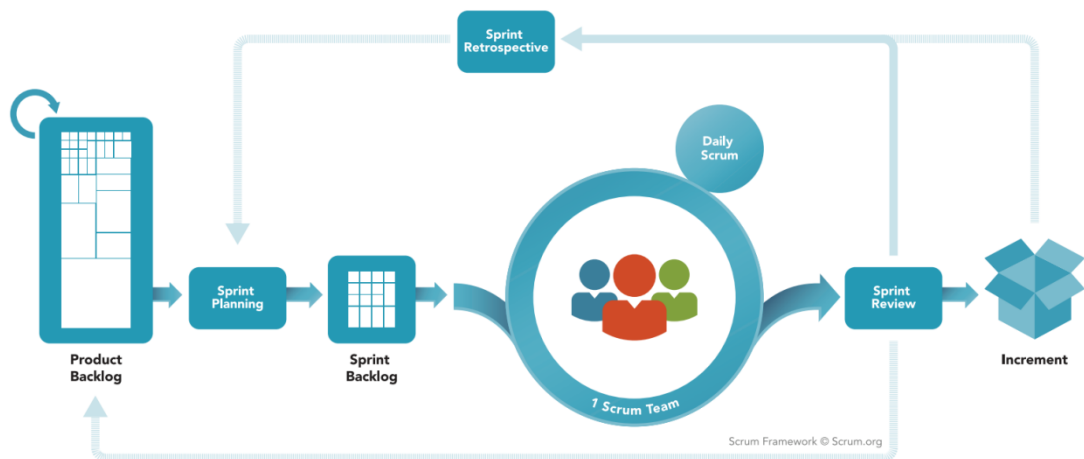 Sprint
Retrospective
Daily
Scrum
Sprint
Planning
Sprint
Review
Product
Backlog
Sprint
Backlog
Increment
1 Scrum Team
Scrum Framework © Scrum.org